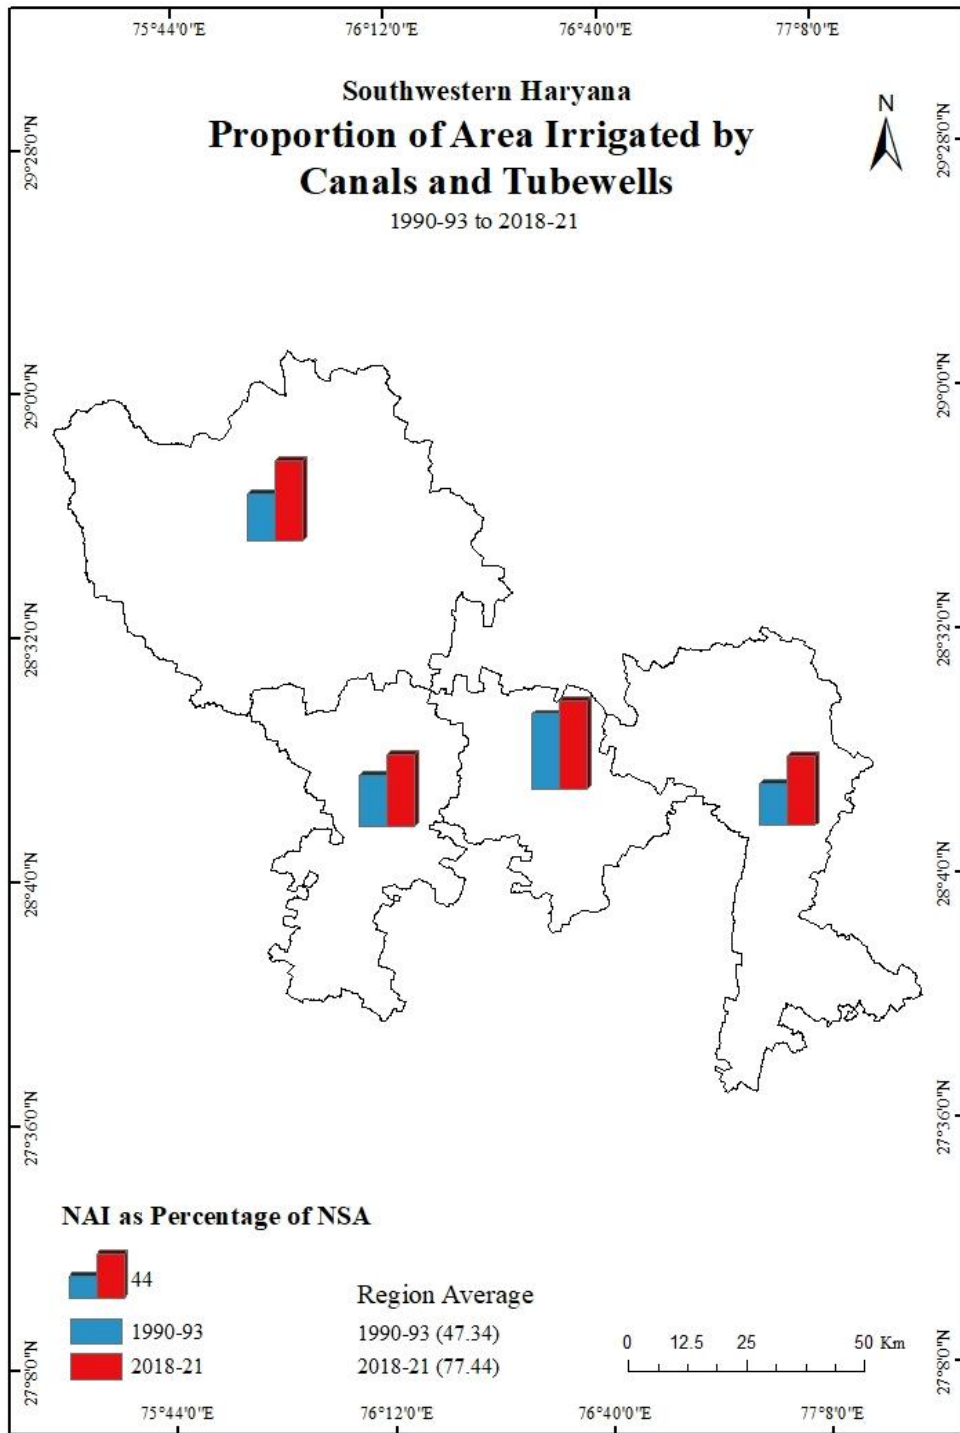 75°44'0"E 76°12'0"E 76°40'0"E 77°8'0"E
Southwestern Haryana
Proportion of Area Irrigated by
Canals and Tubewells
1990-93 to 2018-21
N
29°28'0"N 29°28'0"N
29°0'0"N 29°0'0"N
28°32'0"N 28°32'0"N
28°4'0"N 28°4'0"N
27°36'0"N 27°36'0"N
NAI as Percentage of NSA
44
Region Average
1990-93 1990-93 (47.34)
2018-21 2018-21 (77.44)
0 12.5 25 50 Km
27°8'0"N 27°8'0"N
75°44'0"E 76°12'0"E 76°40'0"E 77°8'0"E